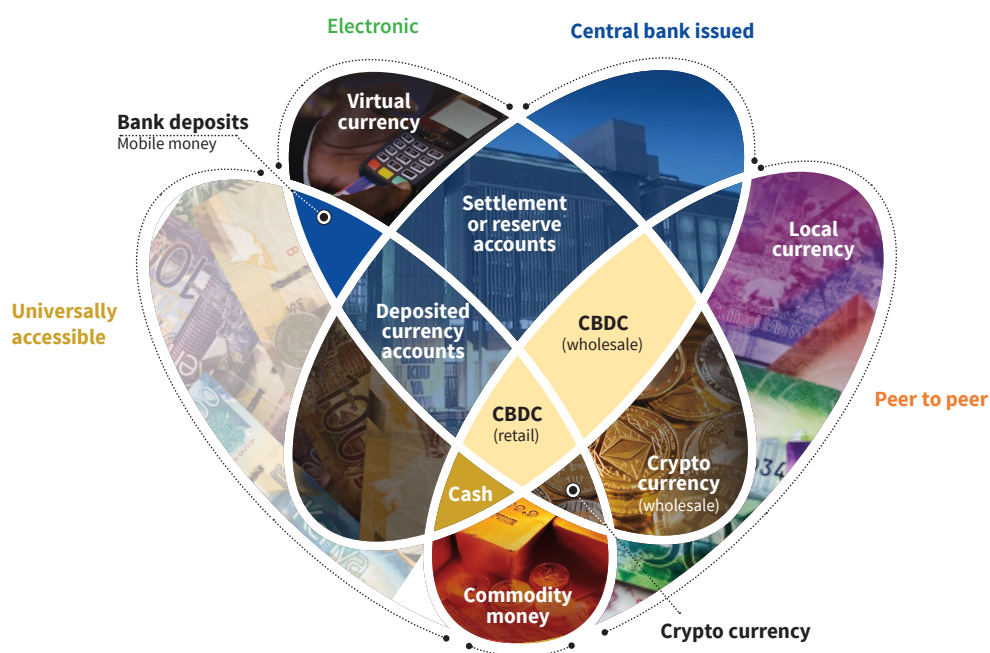 Electronic
Central bank issued
Virtual
currency
Bank deposits
Mobile money
Settlement
or reserve
accounts
Local
currency
Universally
accessible
Deposited
currency
accounts
CBDC
(wholesale)
Peer to peer
CBDC
(retail)
Crypto
currency
(wholesale)
Cash
Commodity
money
Crypto currency